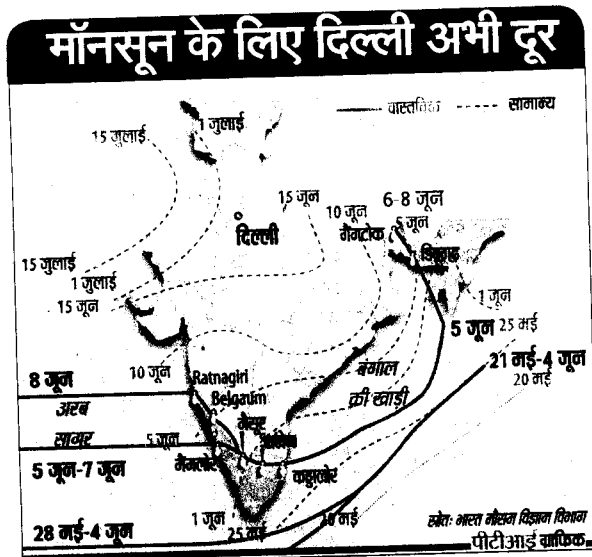 मॉनसून के लिए दिल्ली अभी दूर
वास्तविक सामान्य
1 जुलाई
15 जुलाई
15 जून
6-8 जून
10 जून
5 जून
गैंगटोक
दिल्ली
15 जुलाई
1 जुलाई
15 जून
1 जून
5 जून 25 मई
21 मई-4 जून
20 मई
10 जून
8 जून
Ratnagiri
Belgaum
बंगाल
की खाड़ी
अरब
सागर
मैसूर
5 जून
मैंगलोर
कड्डालोर
5 जून-7 जून
1 जून
25 मई
28 मई-4 जून
स्रोतः भारत मौसम विज्ञान विभाग
पीटीआई ग्राफिक